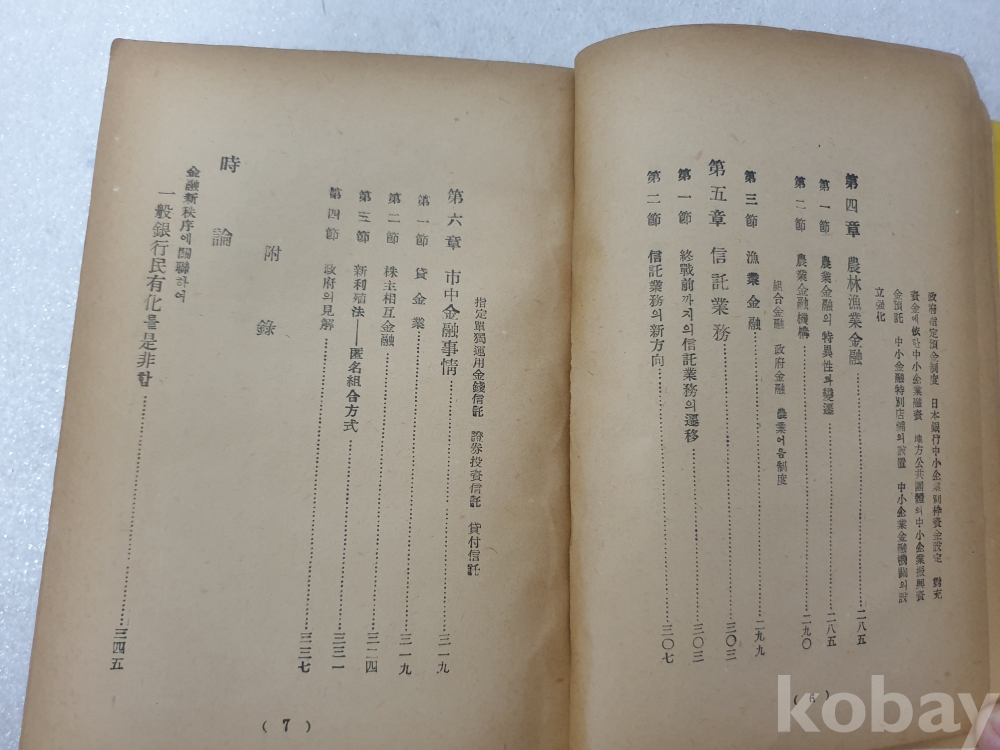 政府指定預金制度 日本銀行中小企業別枠資金設定 對充
資金에 依한 中小企業融資 地方公共團體의 中小企業振興資
金預託 中小金融特別店舖의 設置 中小企業金融機關의 設
立强化
第四章 農林漁業金融 二八五
第一節 農業金融의 特異性과 變遷 二八五
第二節 農業金融機構 二九〇
組合金融 政府金融 農業어음制度
第三節 漁業金融 二九九
第五章 信託業務 三〇三
第一節 終戰前까지의 信託業務의 遷移 三〇三
第二節 信託業務의 新方向 三〇七
(6)
指定單獨運用金錢信託 證券投資信託 貸付信託
第六章 市中金融事情 三一九
第一節 貸金業 三一九
第二節 株主相互金融 三二四
第三節 新利殖法——匿名組合方式 三三一
第四節 政府의 見解 三三七
附錄
時論
金融新秩序에 關聯하여
一般銀行民有化를 是非함 三四五
(7)
kobay